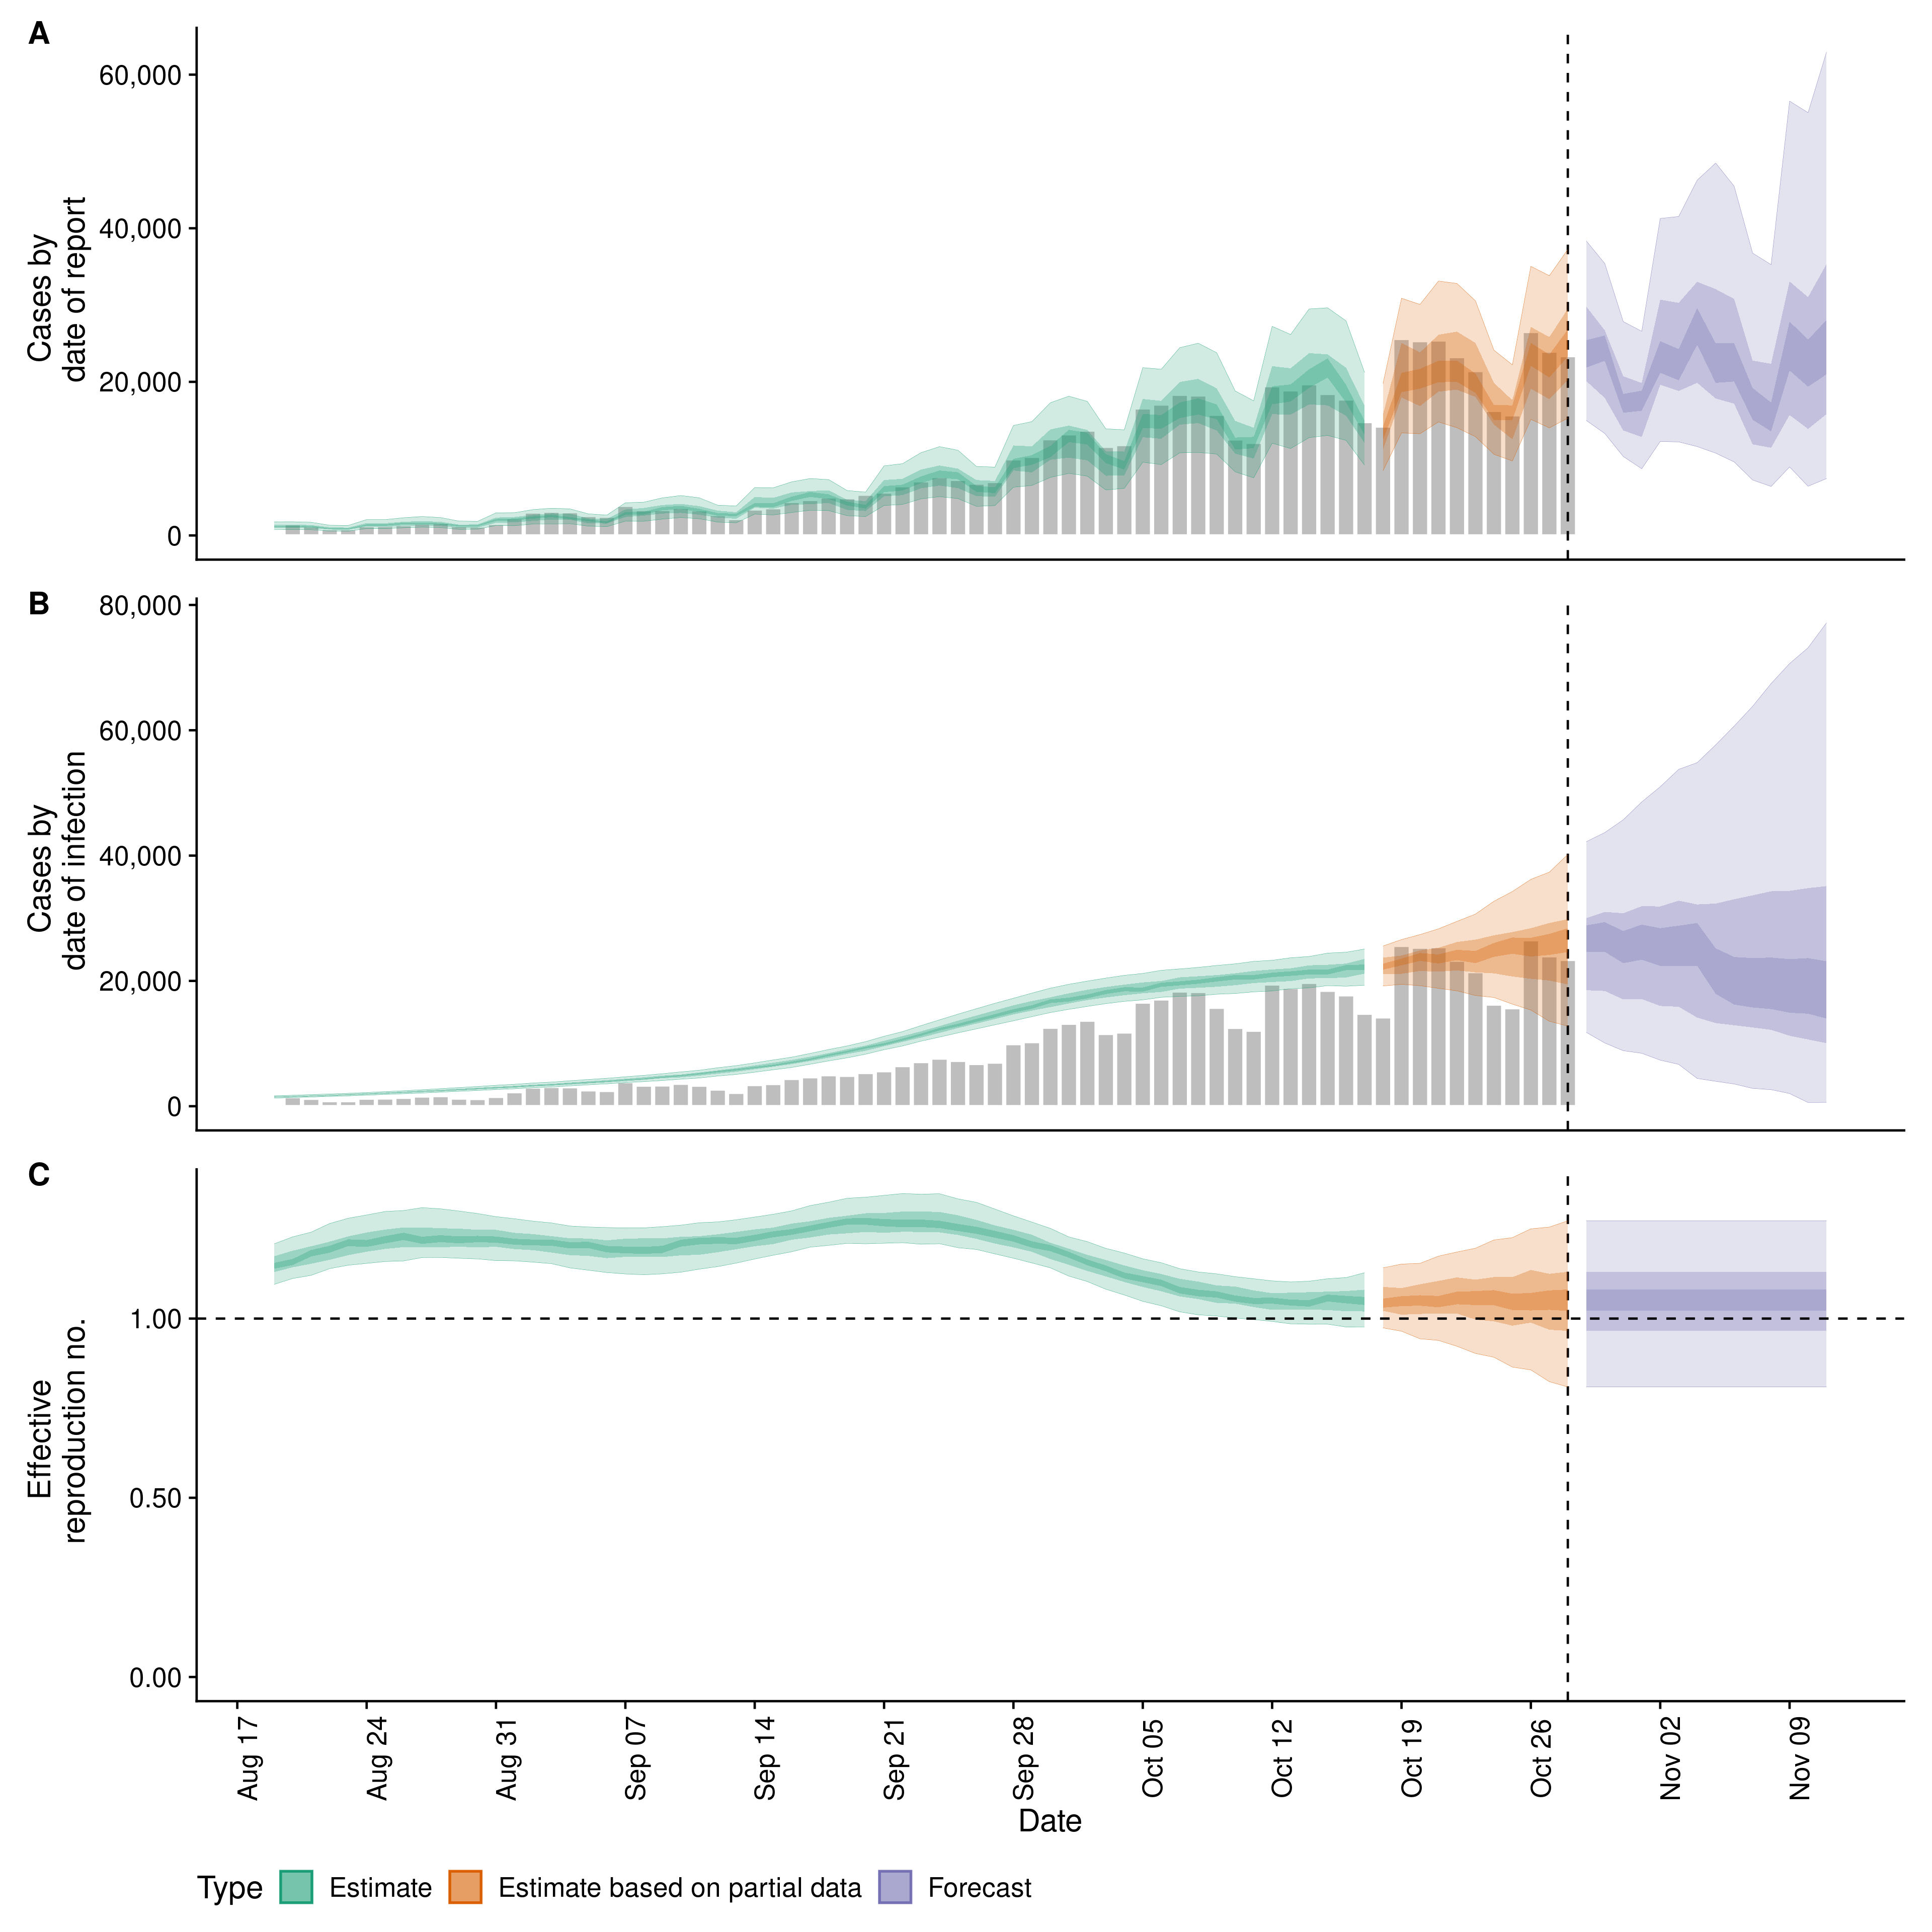 A
60,000
40,000
20,000
0
Cases by
date of report
B
80,000
60,000
40,000
20,000
0
Cases by
date of infection
C
1.00
0.50
0.00
Effective
reproduction no.
Aug 17
Aug 24
Aug 31
Sep 07
Sep 14
Sep 21
Sep 28
Oct 05
Oct 12
Oct 19
Oct 26
Nov 02
Nov 09
Date
Type
Estimate
Estimate based on partial data
Forecast